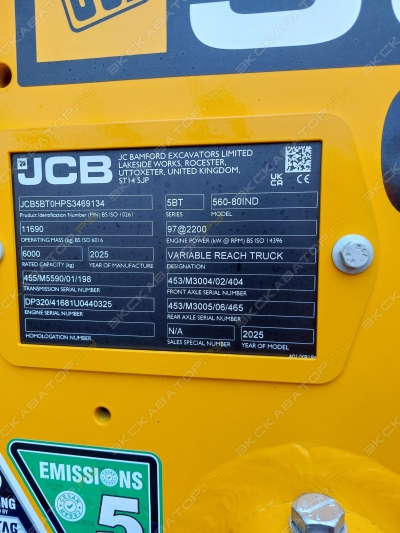 JCB
JC BAMFORD EXCAVATORS LIMITED
LAKESIDE WORKS, ROCESTER,
UTTOXETER, UNITED KINGDOM,
ST14 5JP
UK
CA
CE
JCB5BT0HPS3469134
Product Identification Number (PIN) BS ISO 10261
5BT
SERIES
560-80IND
MODEL
11690
OPERATING MASS (kg) BS ISO 6016
97@2200
ENGINE POWER (kW @ RPM) BS ISO 14396
6000
RATED CAPACITY (kg)
2025
YEAR OF MANUFACTURE
VARIABLE REACH TRUCK
DESIGNATION
455/M5590/01/198
TRANSMISSION SERIAL NUMBER
453/M3004/02/404
FRONT AXLE SERIAL NUMBER
DP320/41681U0440325
ENGINE SERIAL NUMBER
453/M3005/06/465
REAR AXLE SERIAL NUMBER
HOMOLOGATION NUMBER
N/A
SALES SPECIAL NUMBER
2025
YEAR OF MODEL
EMISSIONS
5
TAG
ЭКСКАВАТОР